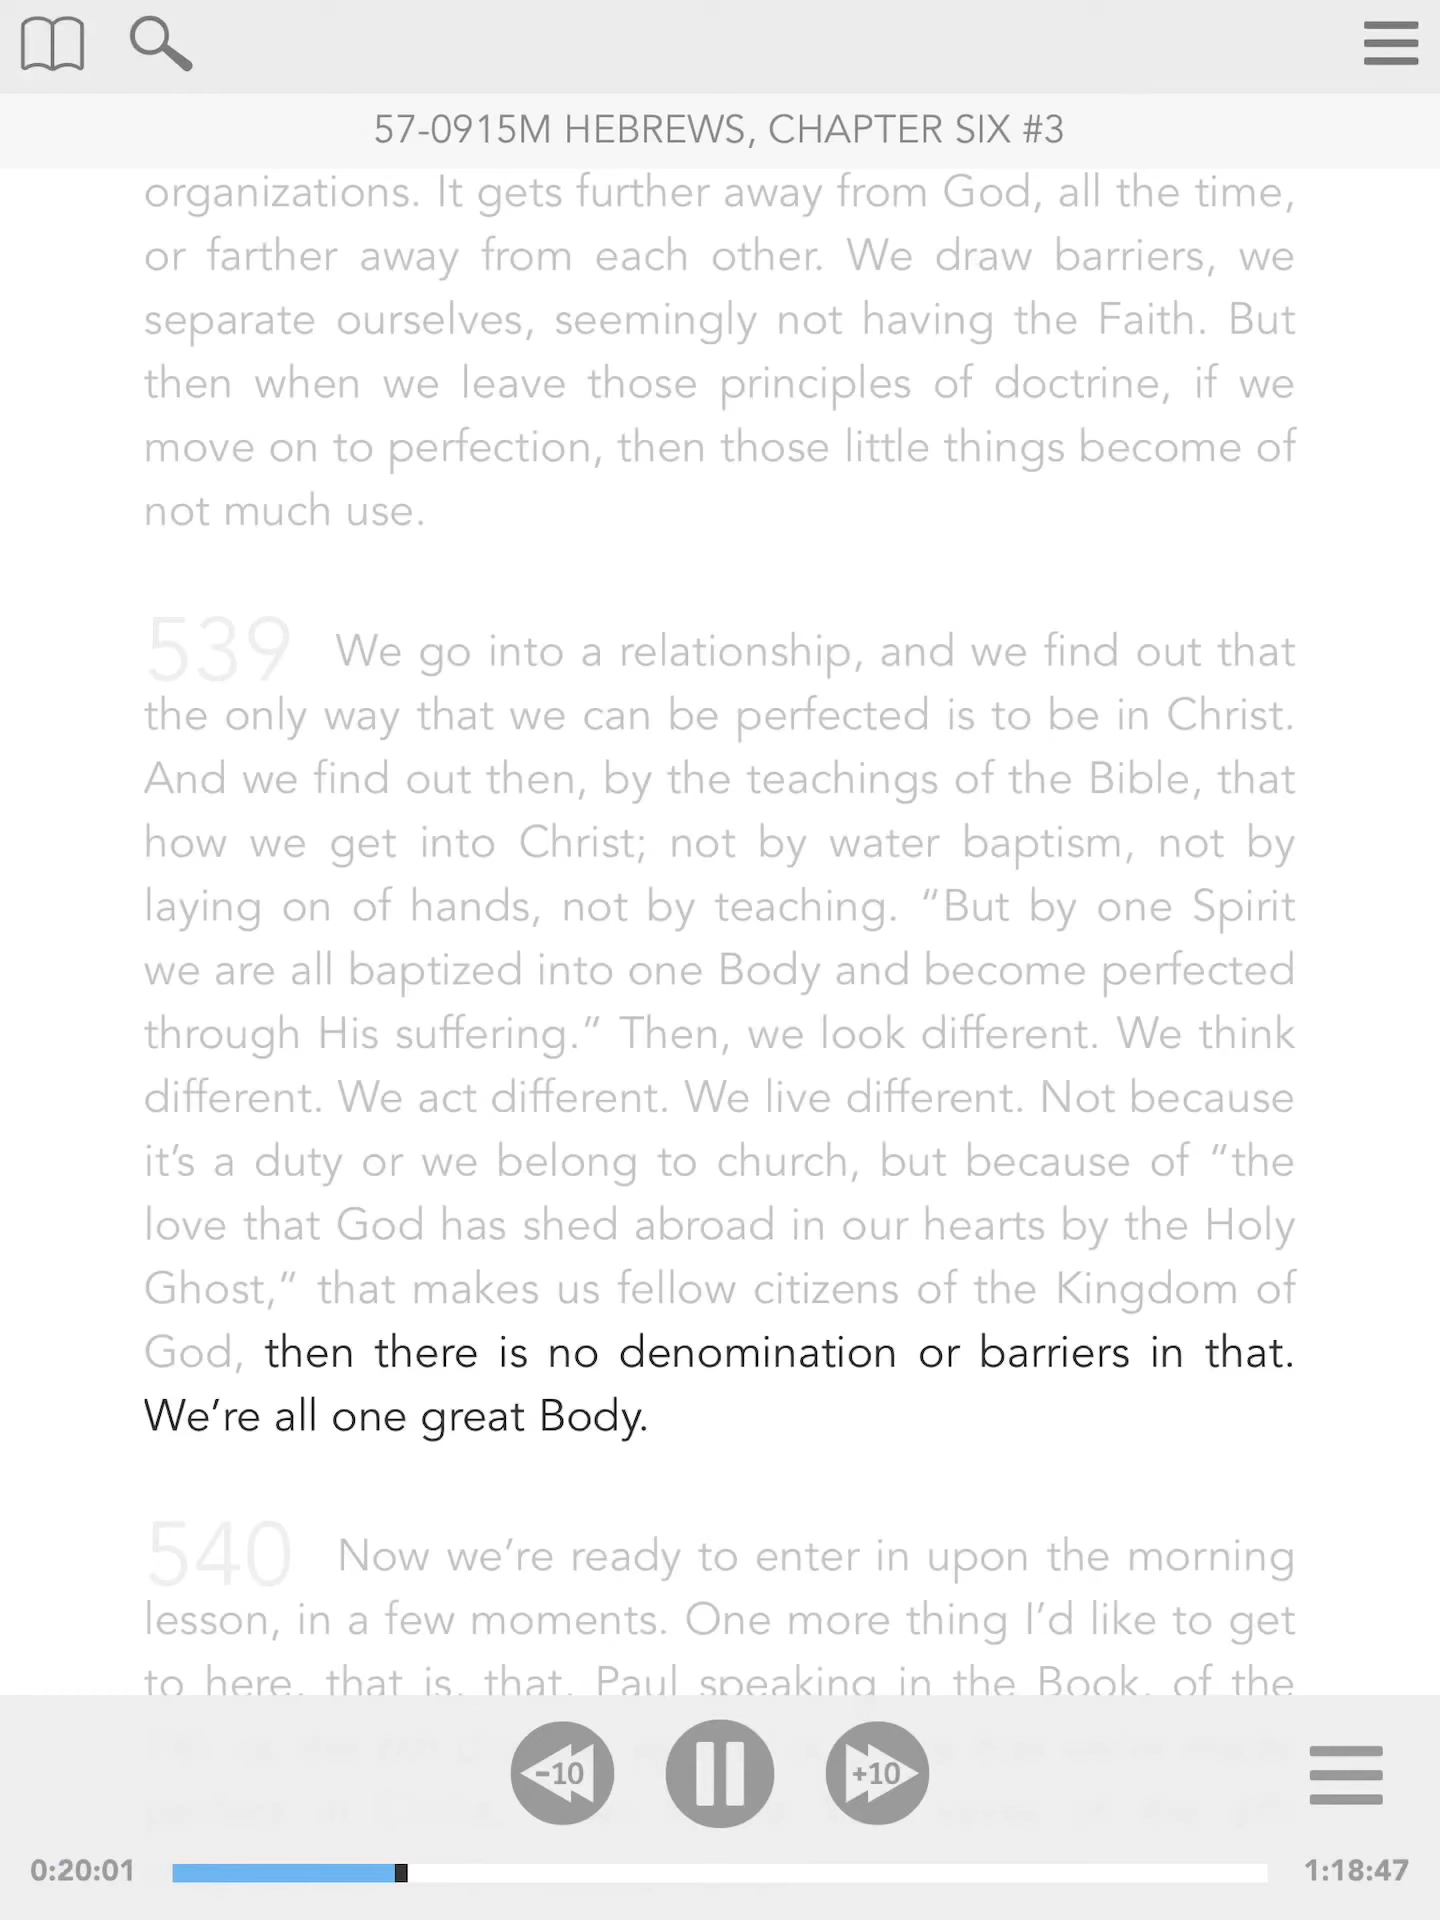 57-0915M HEBREWS, CHAPTER SIX #3
organizations. It gets further away from God, all the time,
or farther away from each other. We draw barriers, we
separate ourselves, seemingly not having the Faith. But
then when we leave those principles of doctrine, if we
move on to perfection, then those little things become of
not much use.
539 We go into a relationship, and we find out that
the only way that we can be perfected is to be in Christ.
And we find out then, by the teachings of the Bible, that
how we get into Christ; not by water baptism, not by
laying on of hands, not by teaching. “But by one Spirit
we are all baptized into one Body and become perfected
through His suffering.” Then, we look different. We think
different. We act different. We live different. Not because
it’s a duty or we belong to church, but because of “the
love that God has shed abroad in our hearts by the Holy
Ghost,” that makes us fellow citizens of the Kingdom of
God, then there is no denomination or barriers in that.
We’re all one great Body.
540 Now we’re ready to enter in upon the morning
lesson, in a few moments. One more thing I’d like to get
to here, that is, that, Paul speaking in the Book, of the
-10 +10
0:20:01 1:18:47